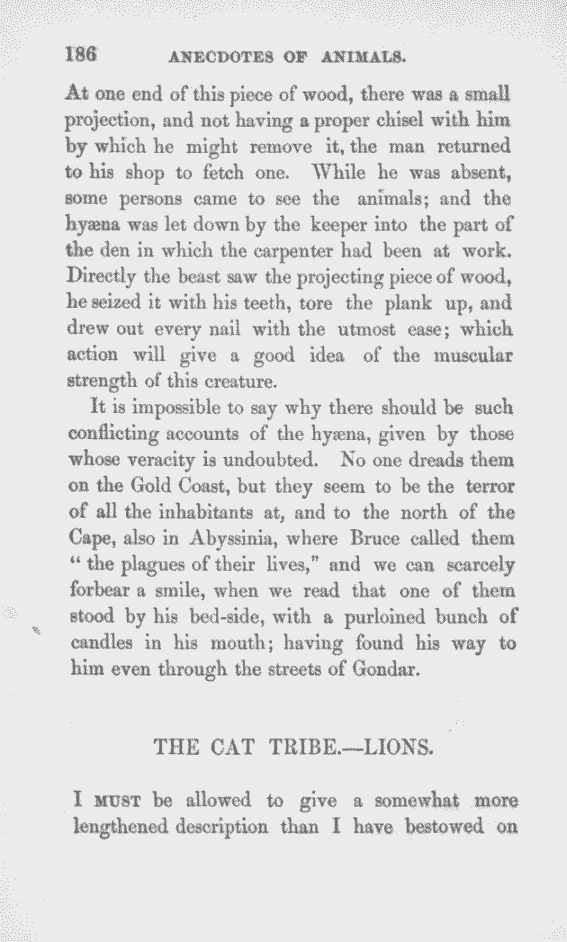 186 ANECDOTES OF ANIMALS.
At one end of this piece of wood, there was a small
projection, and not having a proper chisel with him
by which he might remove it, the man returned
to his shop to fetch one. While he was absent,
some persons came to see the animals; and the
hyæna was let down by the keeper into the part of
the den in which the carpenter had been at work.
Directly the beast saw the projecting piece of wood,
he seized it with his teeth, tore the plank up, and
drew out every nail with the utmost ease; which
action will give a good idea of the muscular
strength of this creature.
It is impossible to say why there should be such
conflicting accounts of the hyæna, given by those
whose veracity is undoubted. No one dreads them
on the Gold Coast, but they seem to be the terror
of all the inhabitants at, and to the north of the
Cape, also in Abyssinia, where Bruce called them
“ the plagues of their lives,” and we can scarcely
forbear a smile, when we read that one of them
stood by his bed-side, with a purloined bunch of
candles in his mouth; having found his way to
him even through the streets of Gondar.
THE CAT TRIBE.—LIONS.
I MUST be allowed to give a somewhat more
lengthened description than I have bestowed on